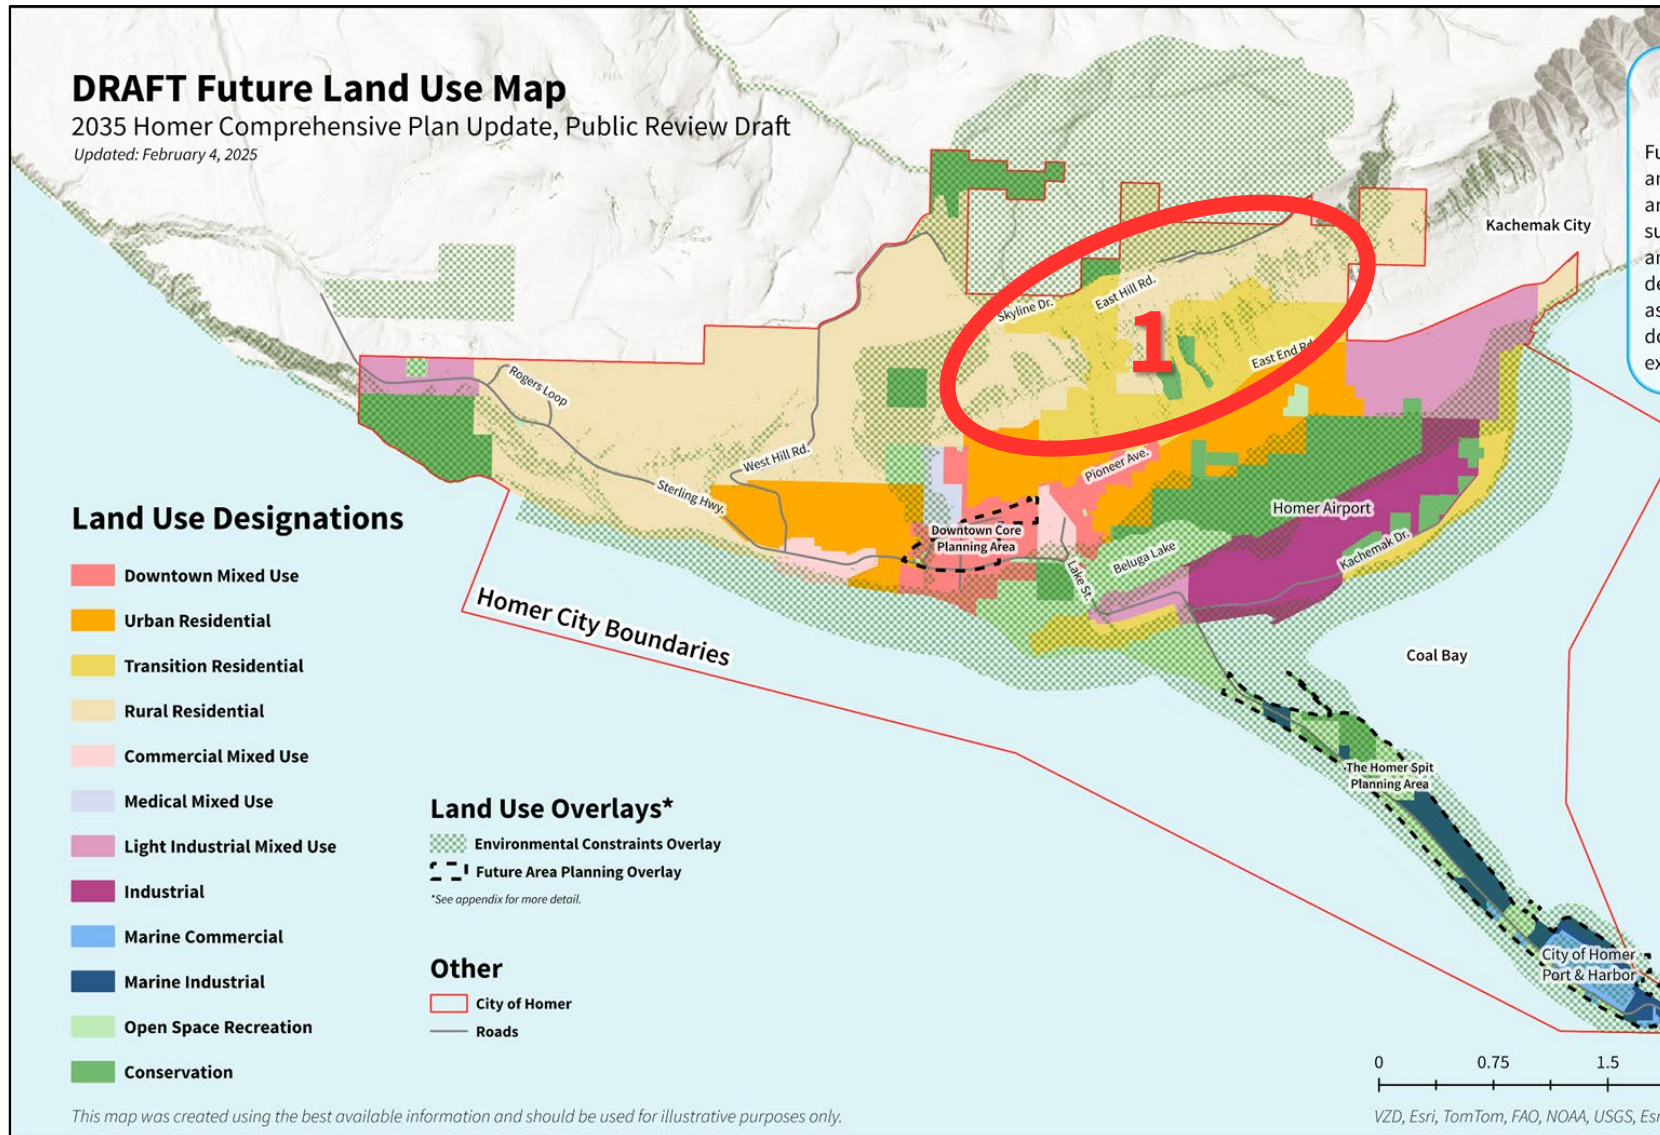 DRAFT Future Land Use Map
2035 Homer Comprehensive Plan Update, Public Review Draft
Updated: February 4, 2025
Kachemak City
Skyline Dr.
East Hill Rd.
1
East End Rd.
Rogers Loop
West Hill Rd.
Sterling Hwy.
Pioneer Ave.
Homer Airport
Downtown Core
Planning Area
Beluga Lake
Kachemak Dr.
Lake St.
Homer City Boundaries
Coal Bay
The Homer Spit
Planning Area
City of Homer
Port & Harbor
Land Use Designations
Downtown Mixed Use
Urban Residential
Transition Residential
Rural Residential
Commercial Mixed Use
Medical Mixed Use
Light Industrial Mixed Use
Industrial
Marine Commercial
Marine Industrial
Open Space Recreation
Conservation
Land Use Overlays*
Environmental Constraints Overlay
Future Area Planning Overlay
*See appendix for more detail.
Other
City of Homer
Roads
0 0.75 1.5
This map was created using the best available information and should be used for illustrative purposes only.
VZD, Esri, TomTom, FAO, NOAA, USGS, Esr